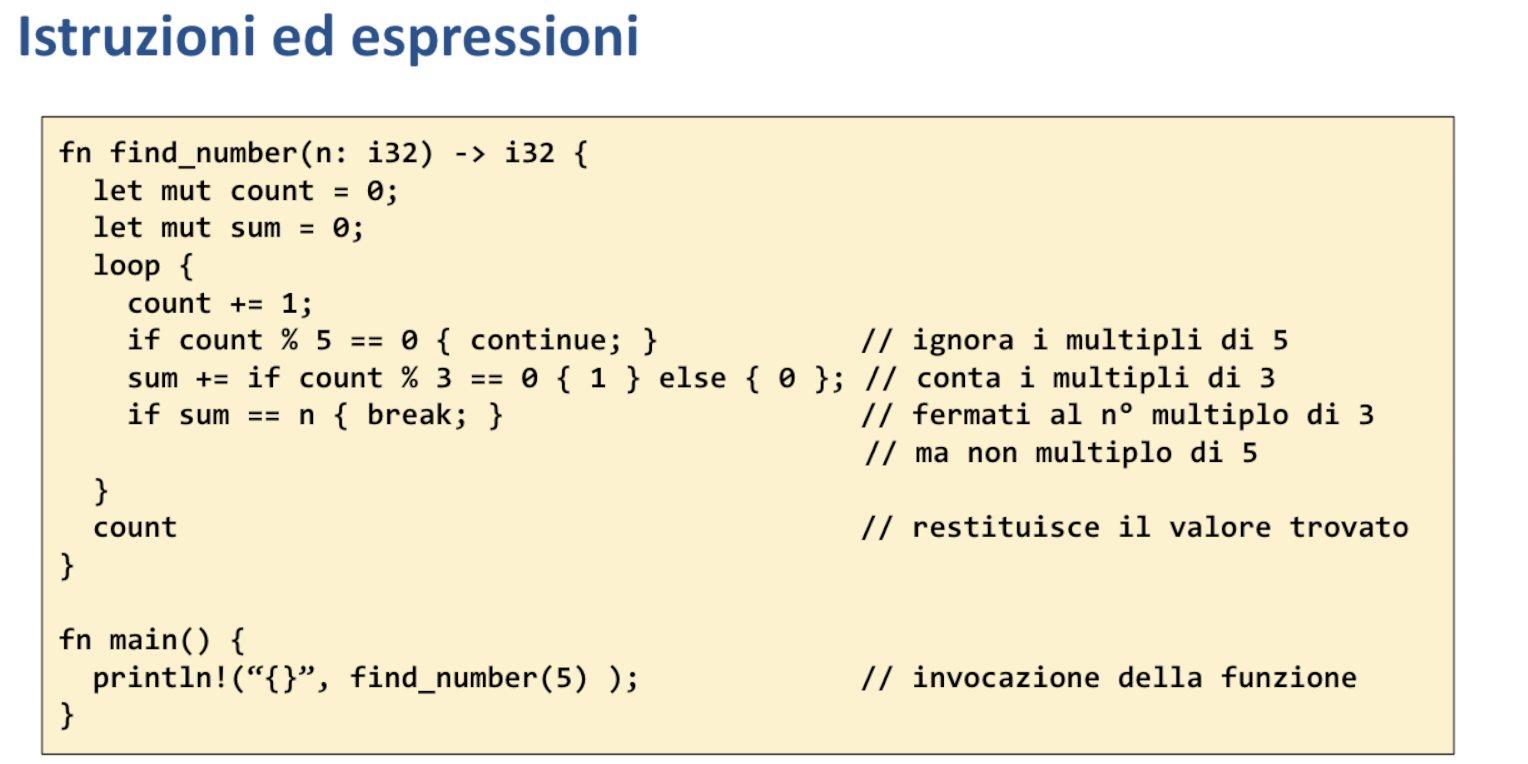 Istruzioni ed espressioni
fn find_number(n: i32) -> i32 {
  let mut count = 0;
  let mut sum = 0;
  loop {
    count += 1;
    if count % 5 == 0 { continue; }            // ignora i multipli di 5
    sum += if count % 3 == 0 { 1 } else { 0 }; // conta i multipli di 3
    if sum == n { break; }                     // fermati al n° multiplo di 3
                                               // ma non multiplo di 5
  }
  count                                        // restituisce il valore trovato
}
fn main() {
  println!(“{}”, find_number(5) );             // invocazione della funzione
}